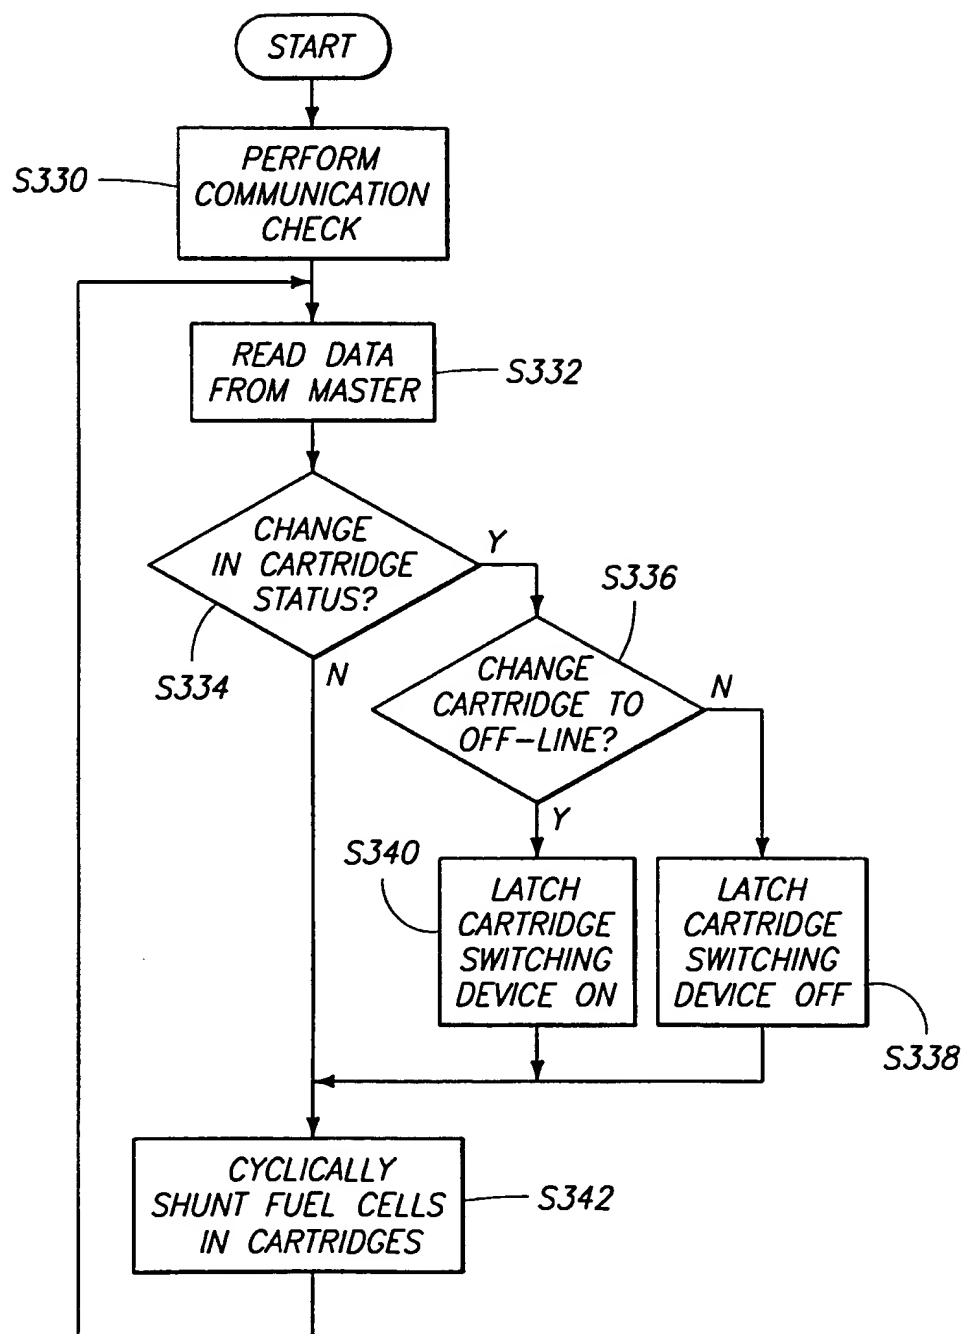 START
S330
PERFORM
COMMUNICATION
CHECK
READ DATA
FROM MASTER
S332
CHANGE
IN CARTRIDGE
STATUS?
Y
S334
N
S336
CHANGE
CARTRIDGE TO
OFF-LINE?
N
Y
S340
LATCH
CARTRIDGE
SWITCHING
DEVICE ON
LATCH
CARTRIDGE
SWITCHING
DEVICE OFF
S338
CYCLICALLY
SHUNT FUEL CELLS
IN CARTRIDGES
S342